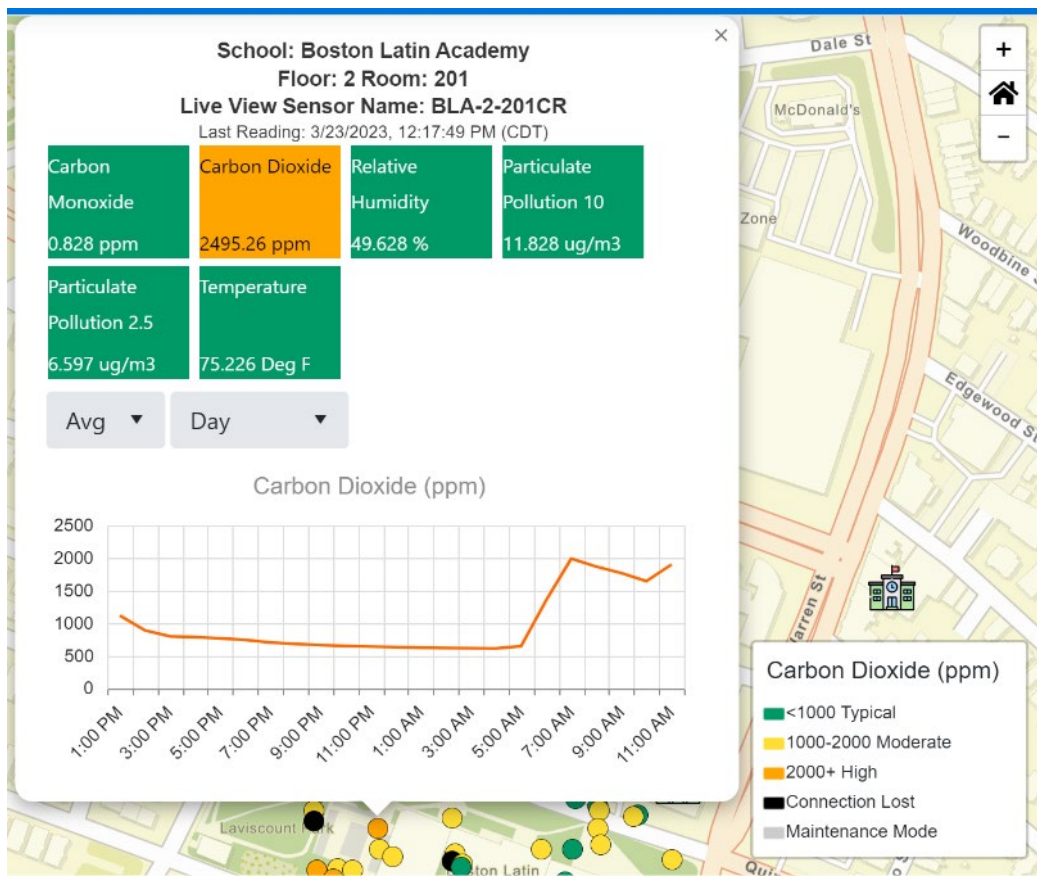 School: Boston Latin Academy
Floor: 2 Room: 201
Live View Sensor Name: BLA-2-201CR
Last Reading: 3/23/2023, 12:17:49 PM (CDT)
Carbon
Monoxide
0.828 ppm
Carbon Dioxide
2495.26 ppm
Relative
Humidity
49.628 %
Particulate
Pollution 10
11.828 ug/m3
Particulate
Pollution 2.5
6.597 ug/m3
Temperature
75.226 Deg F
Avg
Day
Carbon Dioxide (ppm)
2500
2000
1500
1000
500
0
1:00 PM
3:00 PM
5:00 PM
7:00 PM
9:00 PM
11:00 PM
1:00 AM
3:00 AM
5:00 AM
7:00 AM
9:00 AM
11:00 AM
×
+
−
Dale St
McDonald's
Zone
Woodbine S
Edgewood St
arren St
Carbon Dioxide (ppm)
<1000 Typical
1000-2000 Moderate
2000+ High
Connection Lost
Maintenance Mode
Laviscount Park
ston Latin
Qui